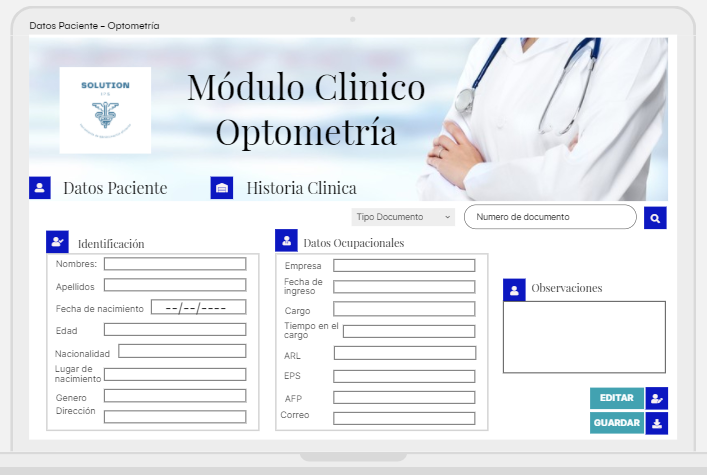 Datos Paciente - Optometría
SOLUTION
Módulo Clinico
Optometría
Datos Paciente
Historia Clinica
Tipo Documento
Numero de documento
Identificación
Nombres:
Apellidos
Fecha de nacimiento --/--/----
Edad
Nacionalidad
Lugar de
nacimiento
Genero
Dirección
Datos Ocupacionales
Empresa
Fecha de
ingreso
Cargo
Tiempo en el
cargo
ARL
EPS
AFP
Correo
Observaciones
EDITAR
GUARDAR